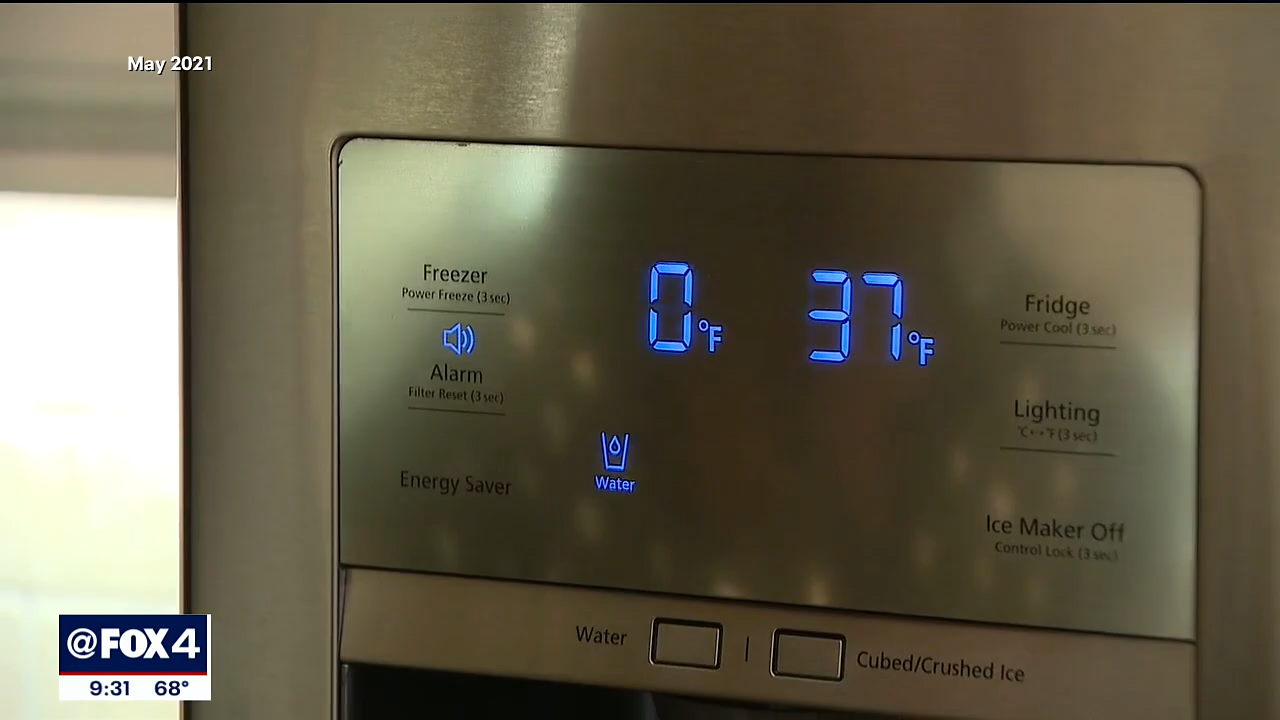 May 2021
Freezer
Power Freeze (3 sec)
Alarm
Filter Reset (3 sec)
Energy Saver
0°F
37°F
Water
Fridge
Power Cool (3 sec)
Lighting
°C↔°F (3 sec)
Ice Maker Off
Control Lock (3 sec)
Water | Cubed/Crushed Ice
@FOX 4
9:31 68°